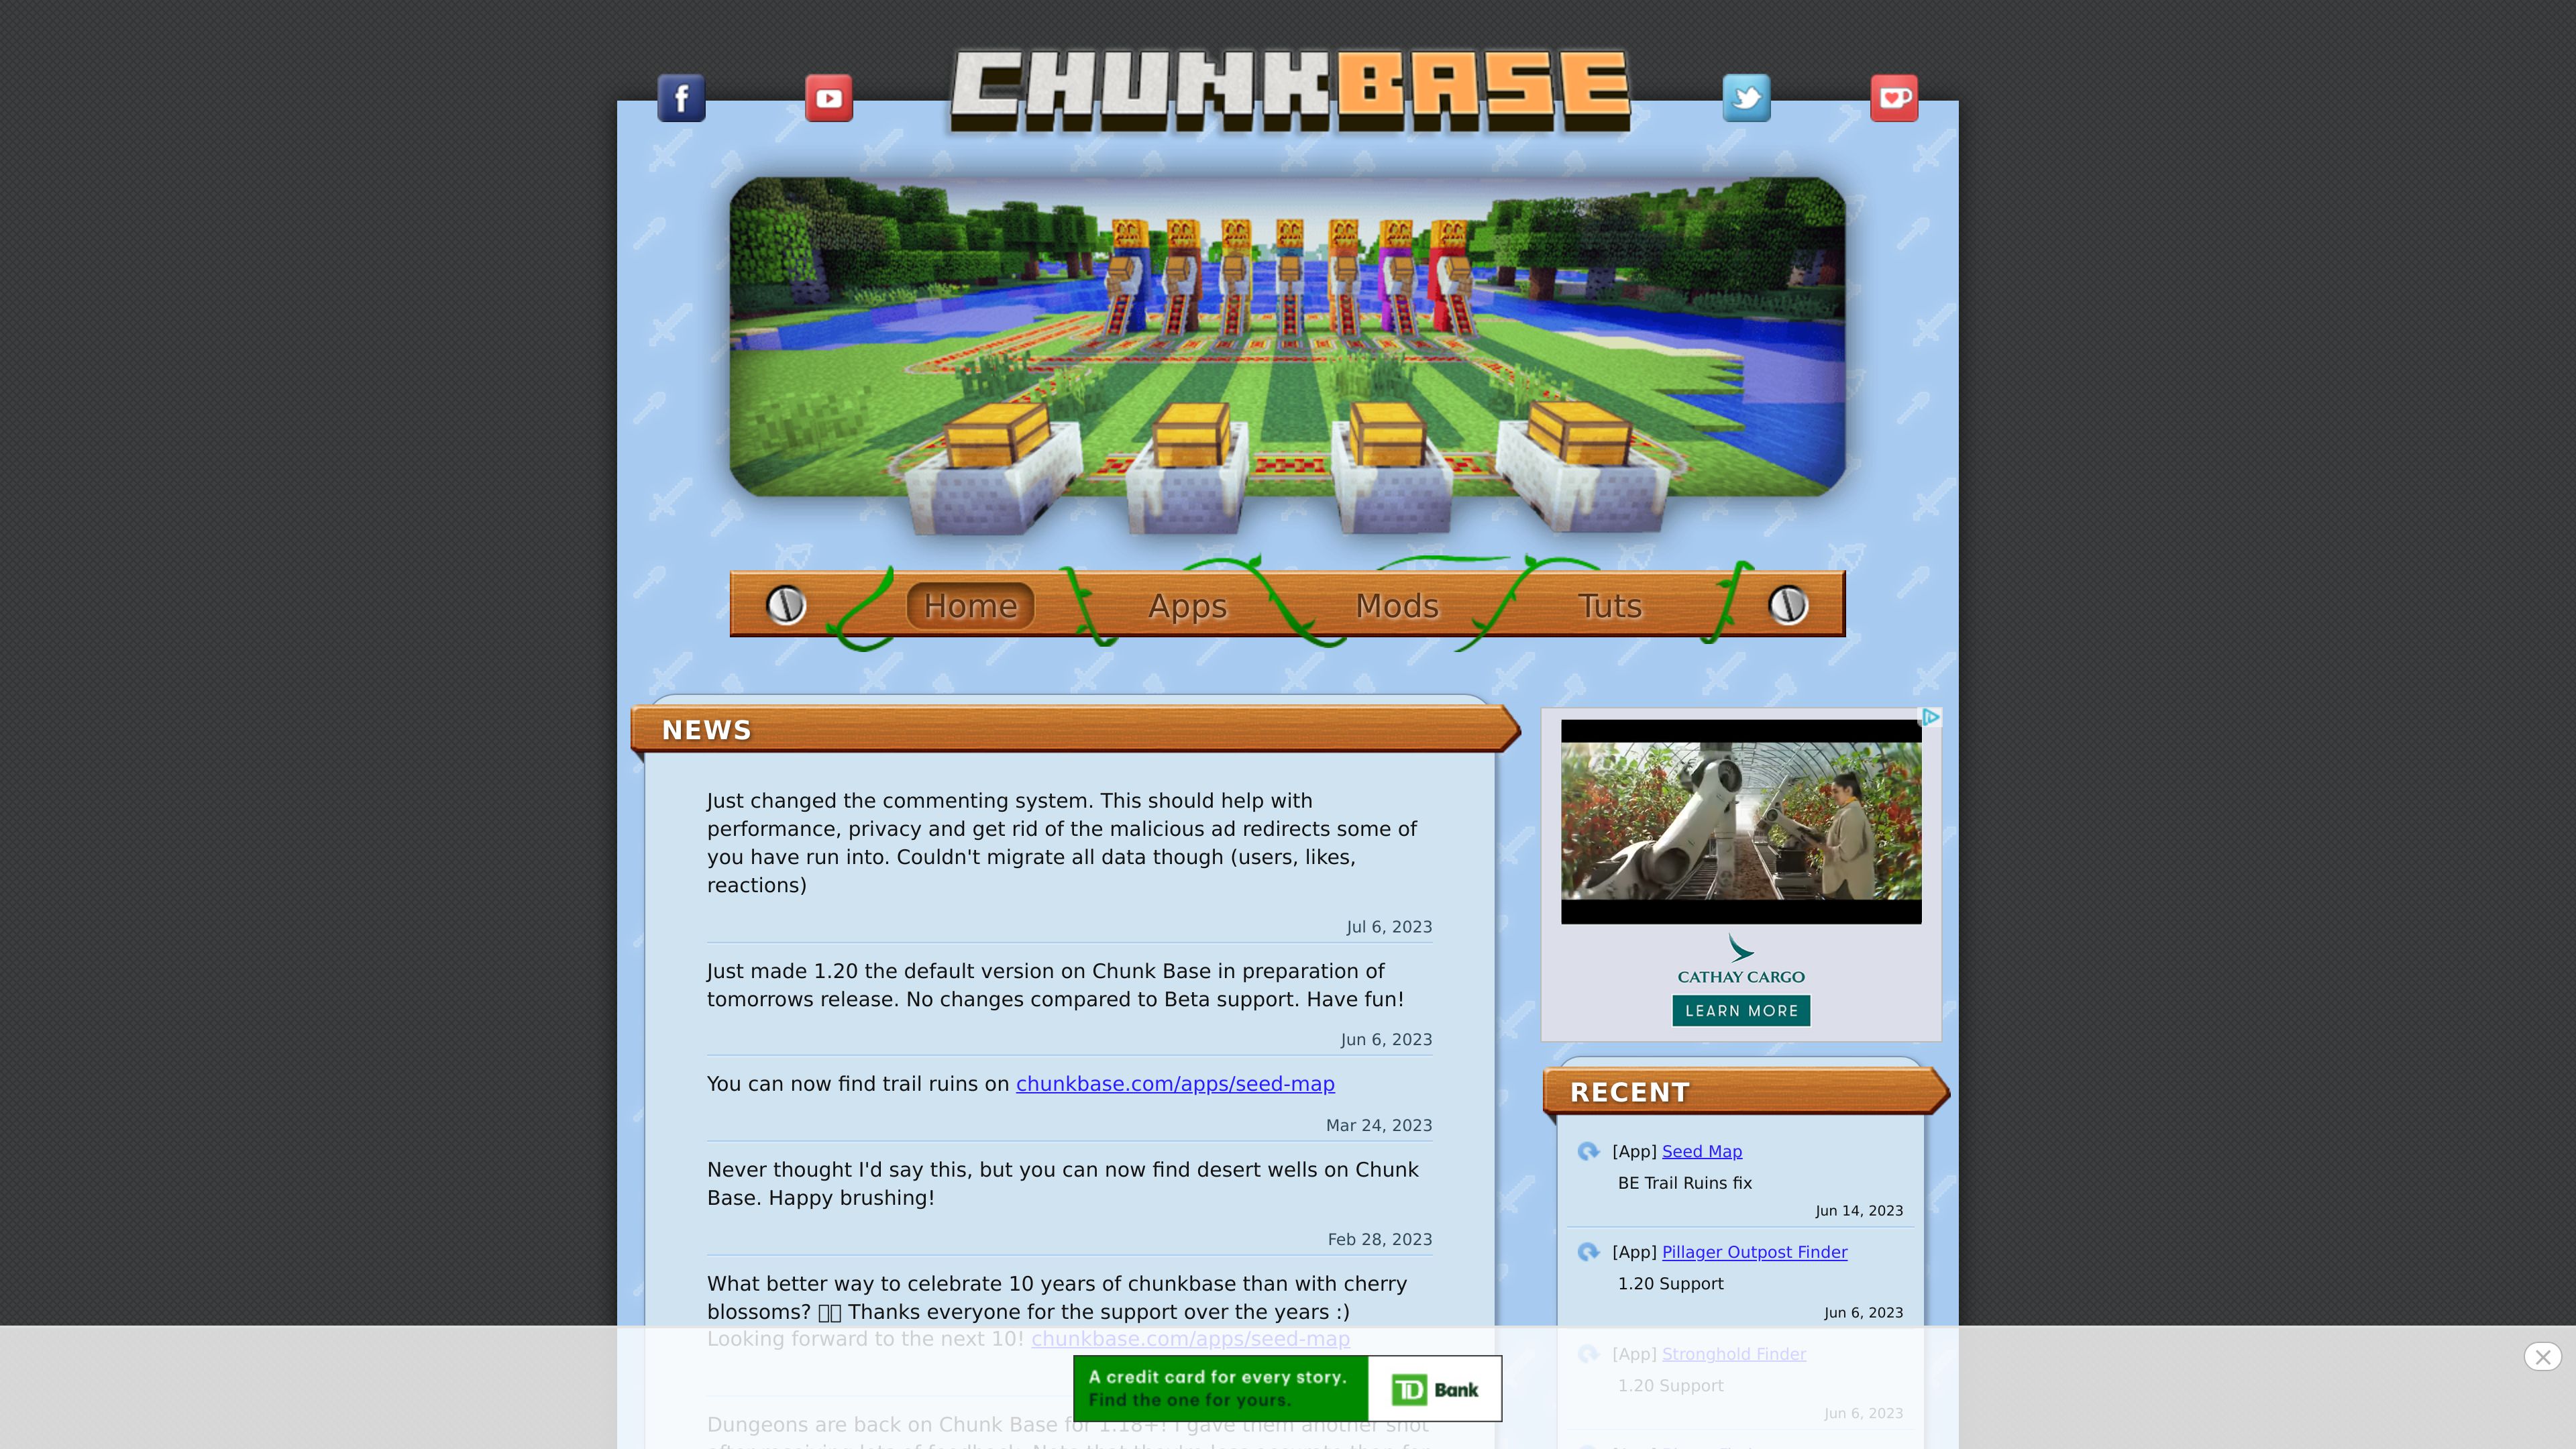 CHUNKBASE
Home
Apps
Mods
Tuts
NEWS
Just changed the commenting system. This should help with
performance, privacy and get rid of the malicious ad redirects some of
you have run into. Couldn't migrate all data though (users, likes,
reactions)
Jul 6, 2023
Just made 1.20 the default version on Chunk Base in preparation of
tomorrows release. No changes compared to Beta support. Have fun!
Jun 6, 2023
You can now find trail ruins on chunkbase.com/apps/seed-map
Mar 24, 2023
Never thought I'd say this, but you can now find desert wells on Chunk
Base. Happy brushing!
Feb 28, 2023
What better way to celebrate 10 years of chunkbase than with cherry
blossoms? Thanks everyone for the support over the years :)
Looking forward to the next 10! chunkbase.com/apps/seed-map
Dungeons are back on Chunk Base for 1.18+! I gave them another shot
CATHAY CARGO
LEARN MORE
RECENT
[App] Seed Map
BE Trail Ruins fix
Jun 14, 2023
[App] Pillager Outpost Finder
1.20 Support
Jun 6, 2023
[App] Stronghold Finder
1.20 Support
Jun 6, 2023
A credit card for every story.
Find the one for yours.
TD Bank